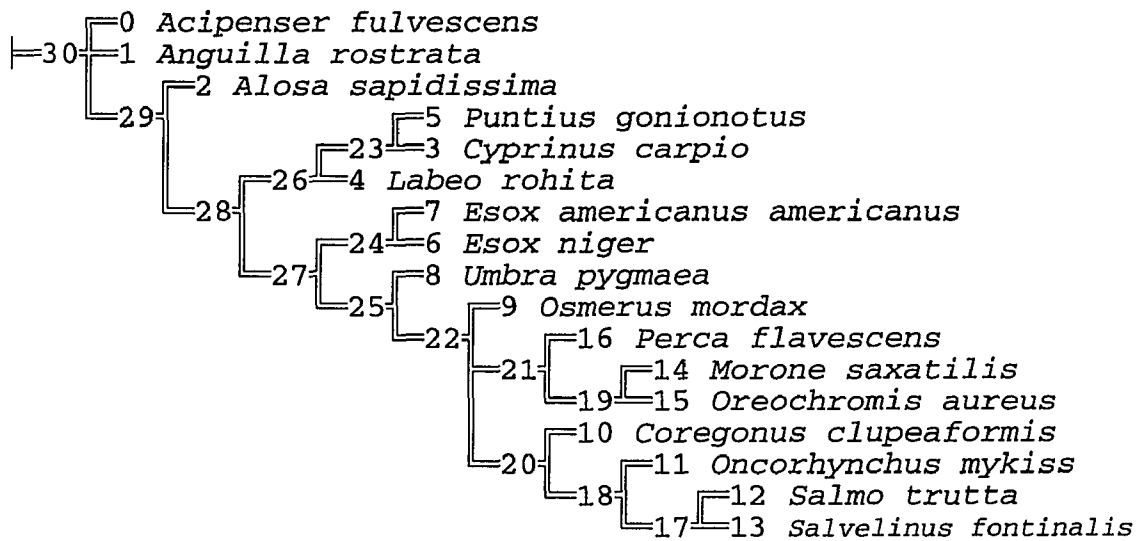 0 Acipenser fulvescens
30 1 Anguilla rostrata
2 Alosa sapidissima
29 5 Puntius gonionotus
23 3 Cyprinus carpio
26 4 Labeo rohita
28 7 Esox americanus americanus
24 6 Esox niger
27 8 Umbra pygmaea
25 9 Osmerus mordax
22 16 Perca flavescens
21 14 Morone saxatilis
19 15 Oreochromis aureus
10 Coregonus clupeaformis
20 11 Oncorhynchus mykiss
18 12 Salmo trutta
17 13 Salvelinus fontinalis